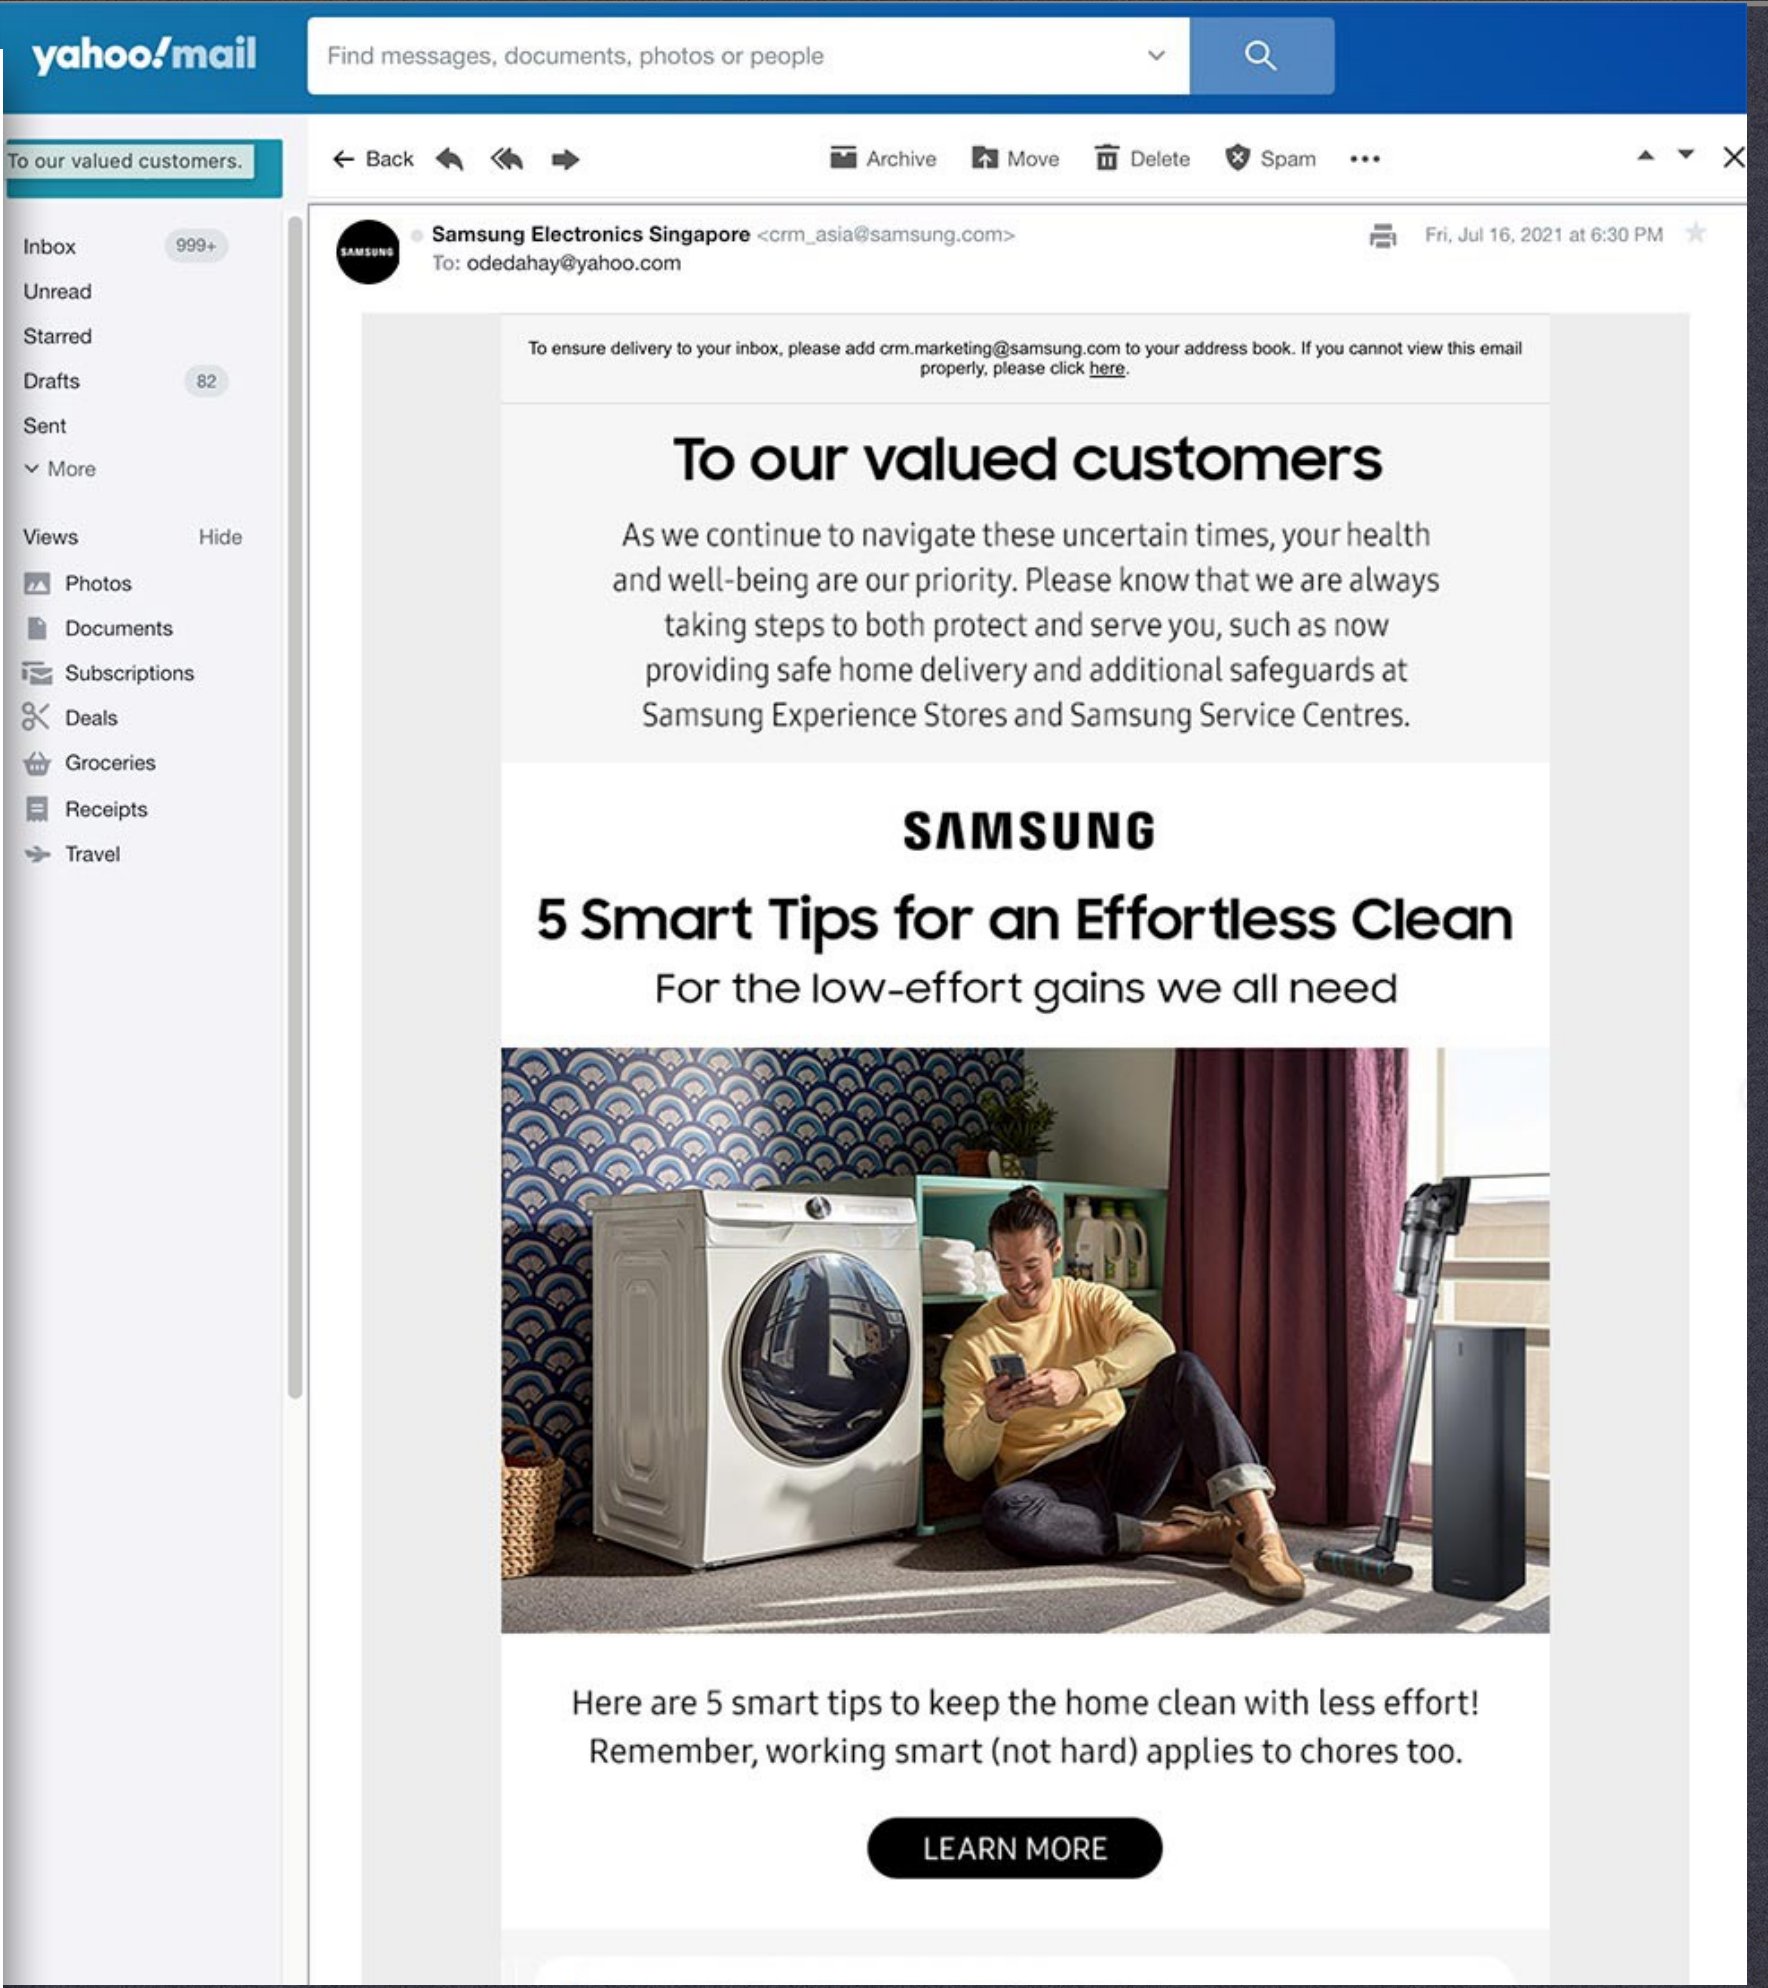 yahoo!mail
Find messages, documents, photos or people
To our valued customers.
Back
Archive
Move
Delete
Spam
Inbox 999+
Unread
Starred
Drafts 82
Sent
More
Views Hide
Photos
Documents
Subscriptions
Deals
Groceries
Receipts
Travel
SAMSUNG
Samsung Electronics Singapore <crm_asia@samsung.com>
Fri, Jul 16, 2021 at 6:30 PM
To: odedahay@yahoo.com
To ensure delivery to your inbox, please add crm.marketing@samsung.com to your address book. If you cannot view this email
properly, please click here.
To our valued customers
As we continue to navigate these uncertain times, your health
and well-being are our priority. Please know that we are always
taking steps to both protect and serve you, such as now
providing safe home delivery and additional safeguards at
Samsung Experience Stores and Samsung Service Centres.
SAMSUNG
5 Smart Tips for an Effortless Clean
For the low-effort gains we all need
Here are 5 smart tips to keep the home clean with less effort!
Remember, working smart (not hard) applies to chores too.
LEARN MORE